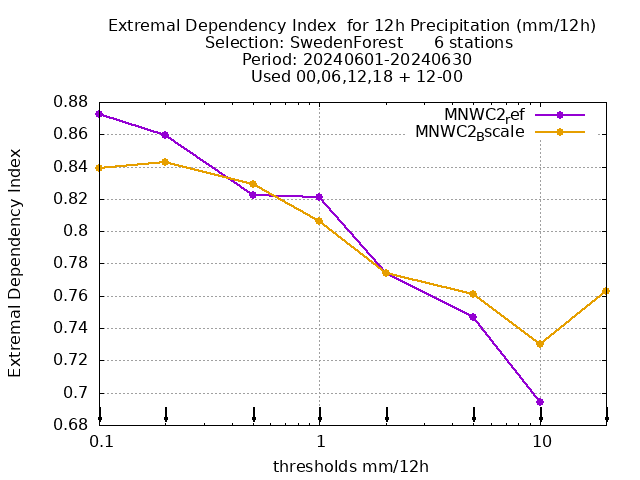 Extremal Dependency Index  for 12h Precipitation (mm/12h)
Selection: SwedenForest      6 stations
Period: 20240601-20240630
Used 00,06,12,18 + 12-00
MNWC2ref
MNWC2Bscale
0.88
0.86
0.84
0.82
0.8
0.78
0.76
0.74
0.72
0.7
0.68
Extremal Dependency Index
0.1
1
10
thresholds mm/12h